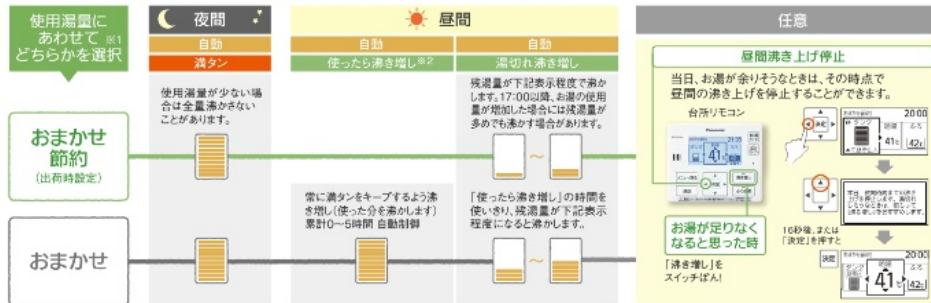 使用湯量に
あわせて ※1
どちらかを選択
夜間
自動
満タン
昼間
自動
使ったら沸き増し※2
自動
湯切れ沸き増し
任意
使用湯量が少ない場
合は全量沸かさない
ことがあります。
残湯量が下記表示程度で沸か
します。17:00以降、お湯の使用
量が増加した場合には残湯量が
多めでも沸かす場合があります。
おまかせ
節約
(出荷時設定)
~
常に満タンをキープするよう沸
き増し(使った分を沸かします)
累計0~5時間 自動制御
「使ったら沸き増し」の時間を
使いきり、残湯量が下記表示
程度になると沸かします。
おまかせ
~
昼間沸き上げ停止
当日、お湯が余りそうなときは、その時点で
昼間の沸き上げを停止することができます。
台所リモコン
Panasonic
41
お湯が足りなく
なると思った時
「沸き増し」を
スイッチぽん!
決定
20:00
41℃
42℃
16秒後、または
「決定」を押すと
決定
20:00
41℃
42℃